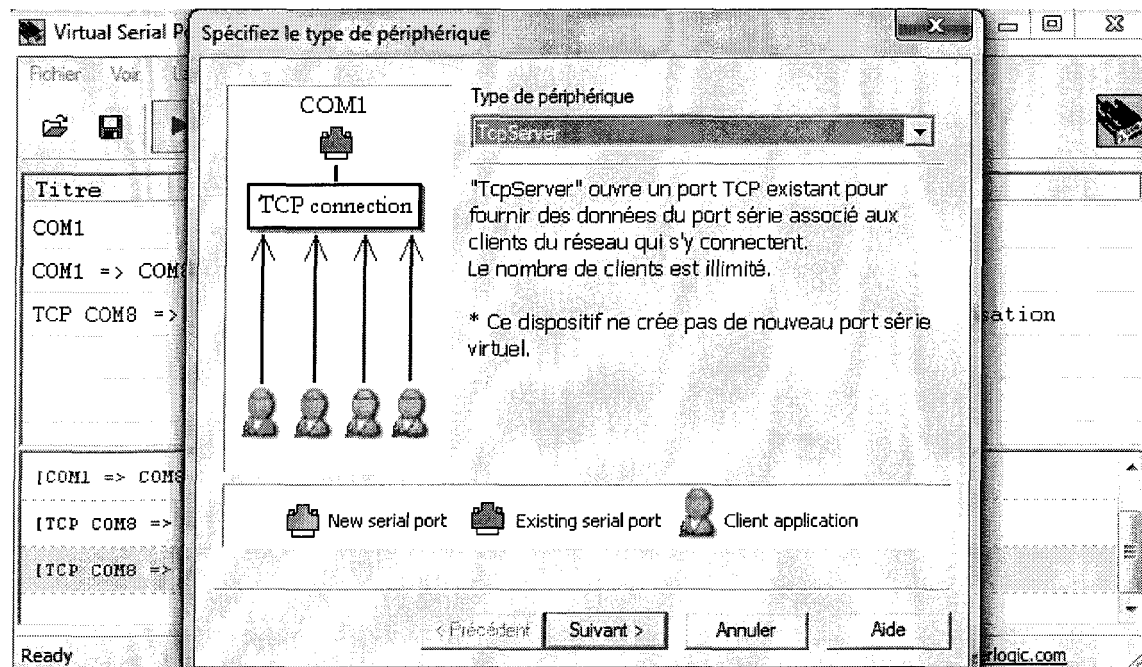 Virtual Serial P
Spécifiez le type de périphérique
Fichier Voir
Titre
COM1
COM1 => COM8
TCP COM8 =>
sation
[COM1 => COM8
[TCP COM8 =>
[TCP COM8 =>
Ready
rlogic.com
COM1
TCP connection
Type de périphérique
TcpServer
"TcpServer" ouvre un port TCP existant pour
fournir des données du port série associé aux
clients du réseau qui s'y connectent.
Le nombre de clients est illimité.
* Ce dispositif ne crée pas de nouveau port série
virtuel.
New serial port Existing serial port Client application
< Précédent Suivant > Annuler Aide